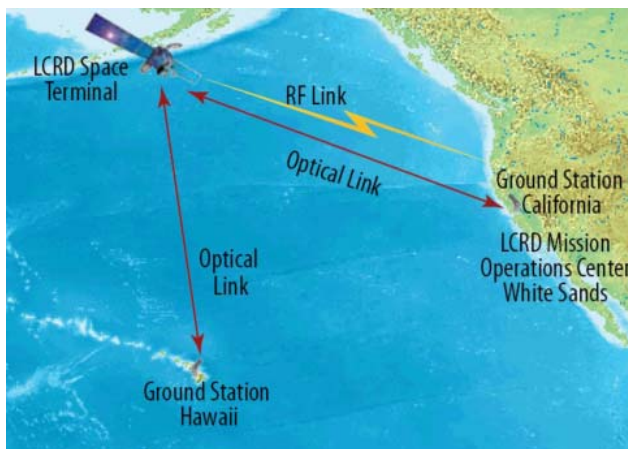 LCRD Space
Terminal
RF Link
Optical Link
Ground Station
California
LCRD Mission
Operations Center
White Sands
Optical
Link
Ground Station
Hawaii